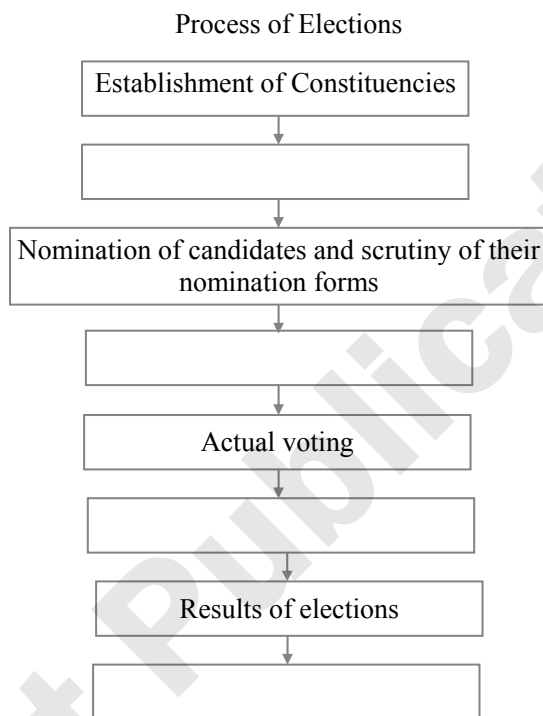 Process of Elections
Establishment of Constituencies
Nomination of candidates and scrutiny of their
nomination forms
Actual voting
Results of elections